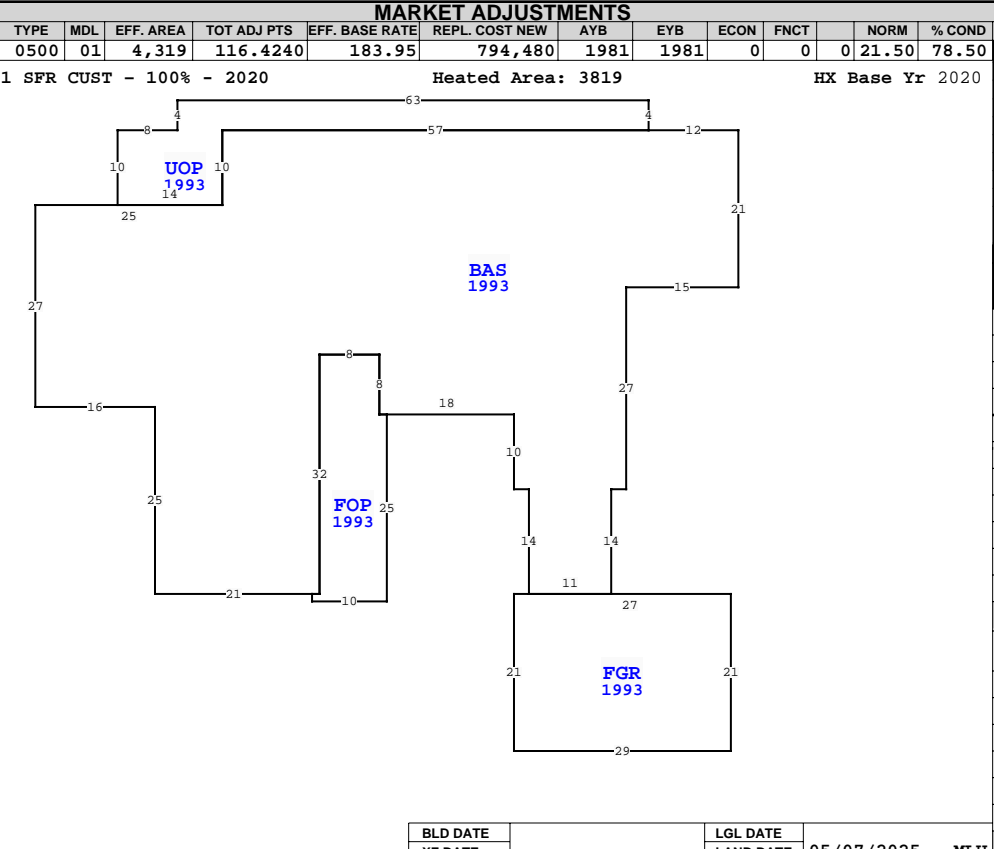 MARKET ADJUSTMENTS
TYPE MDL EFF. AREA TOT ADJ PTS EFF. BASE RATE REPL. COST NEW AYB EYB ECON FNCT NORM % COND
0500 01 4,319 116.4240 183.95 794,480 1981 1981 0 0 0 21.50 78.50
1 SFR CUST - 100% - 2020 Heated Area: 3819 HX Base Yr 2020
63
4 4
8 57 12
10 UOP 10
1993
14
25
21
BAS
1993
15
27
8
8
27
16
18
10
32
25
FOP 25
1993
14 14
11
21
10
27
21 FGR 21
1993
29
BLD DATE LGL DATE